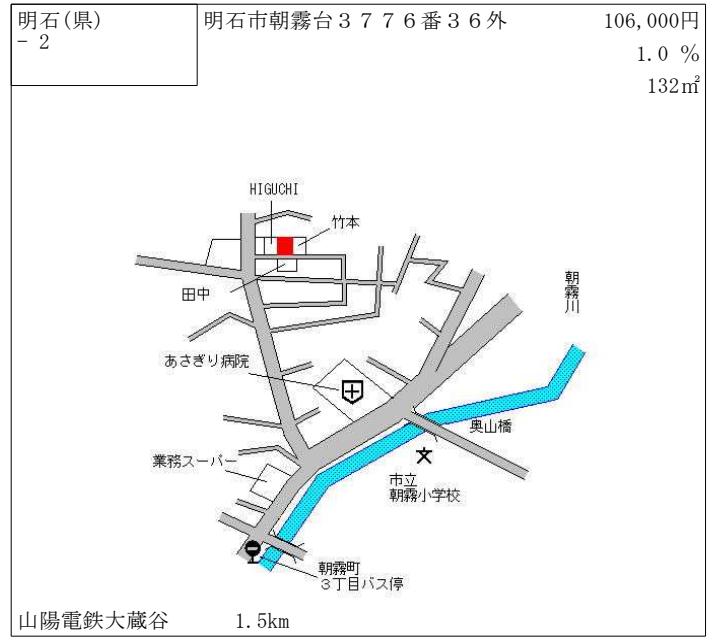 明石(県)
- 2
明石市朝霧台３７７６番３６外
106,000円
1.0 %
132㎡
HIGUCHI
竹本
田中
朝霧川
あさぎり病院
奥山橋
業務スーパー
市立
朝霧小学校
朝霧町
３丁目バス停
山陽電鉄大蔵谷 1.5km